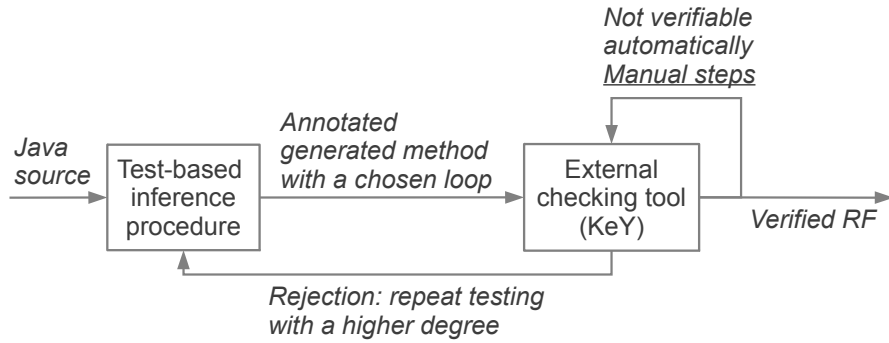 Not verifiable
automatically
Manual steps
Java
source
Test-based
inference
procedure
Annotated
generated method
with a chosen loop
External
checking tool
(KeY)
Verified RF
Rejection: repeat testing
with a higher degree